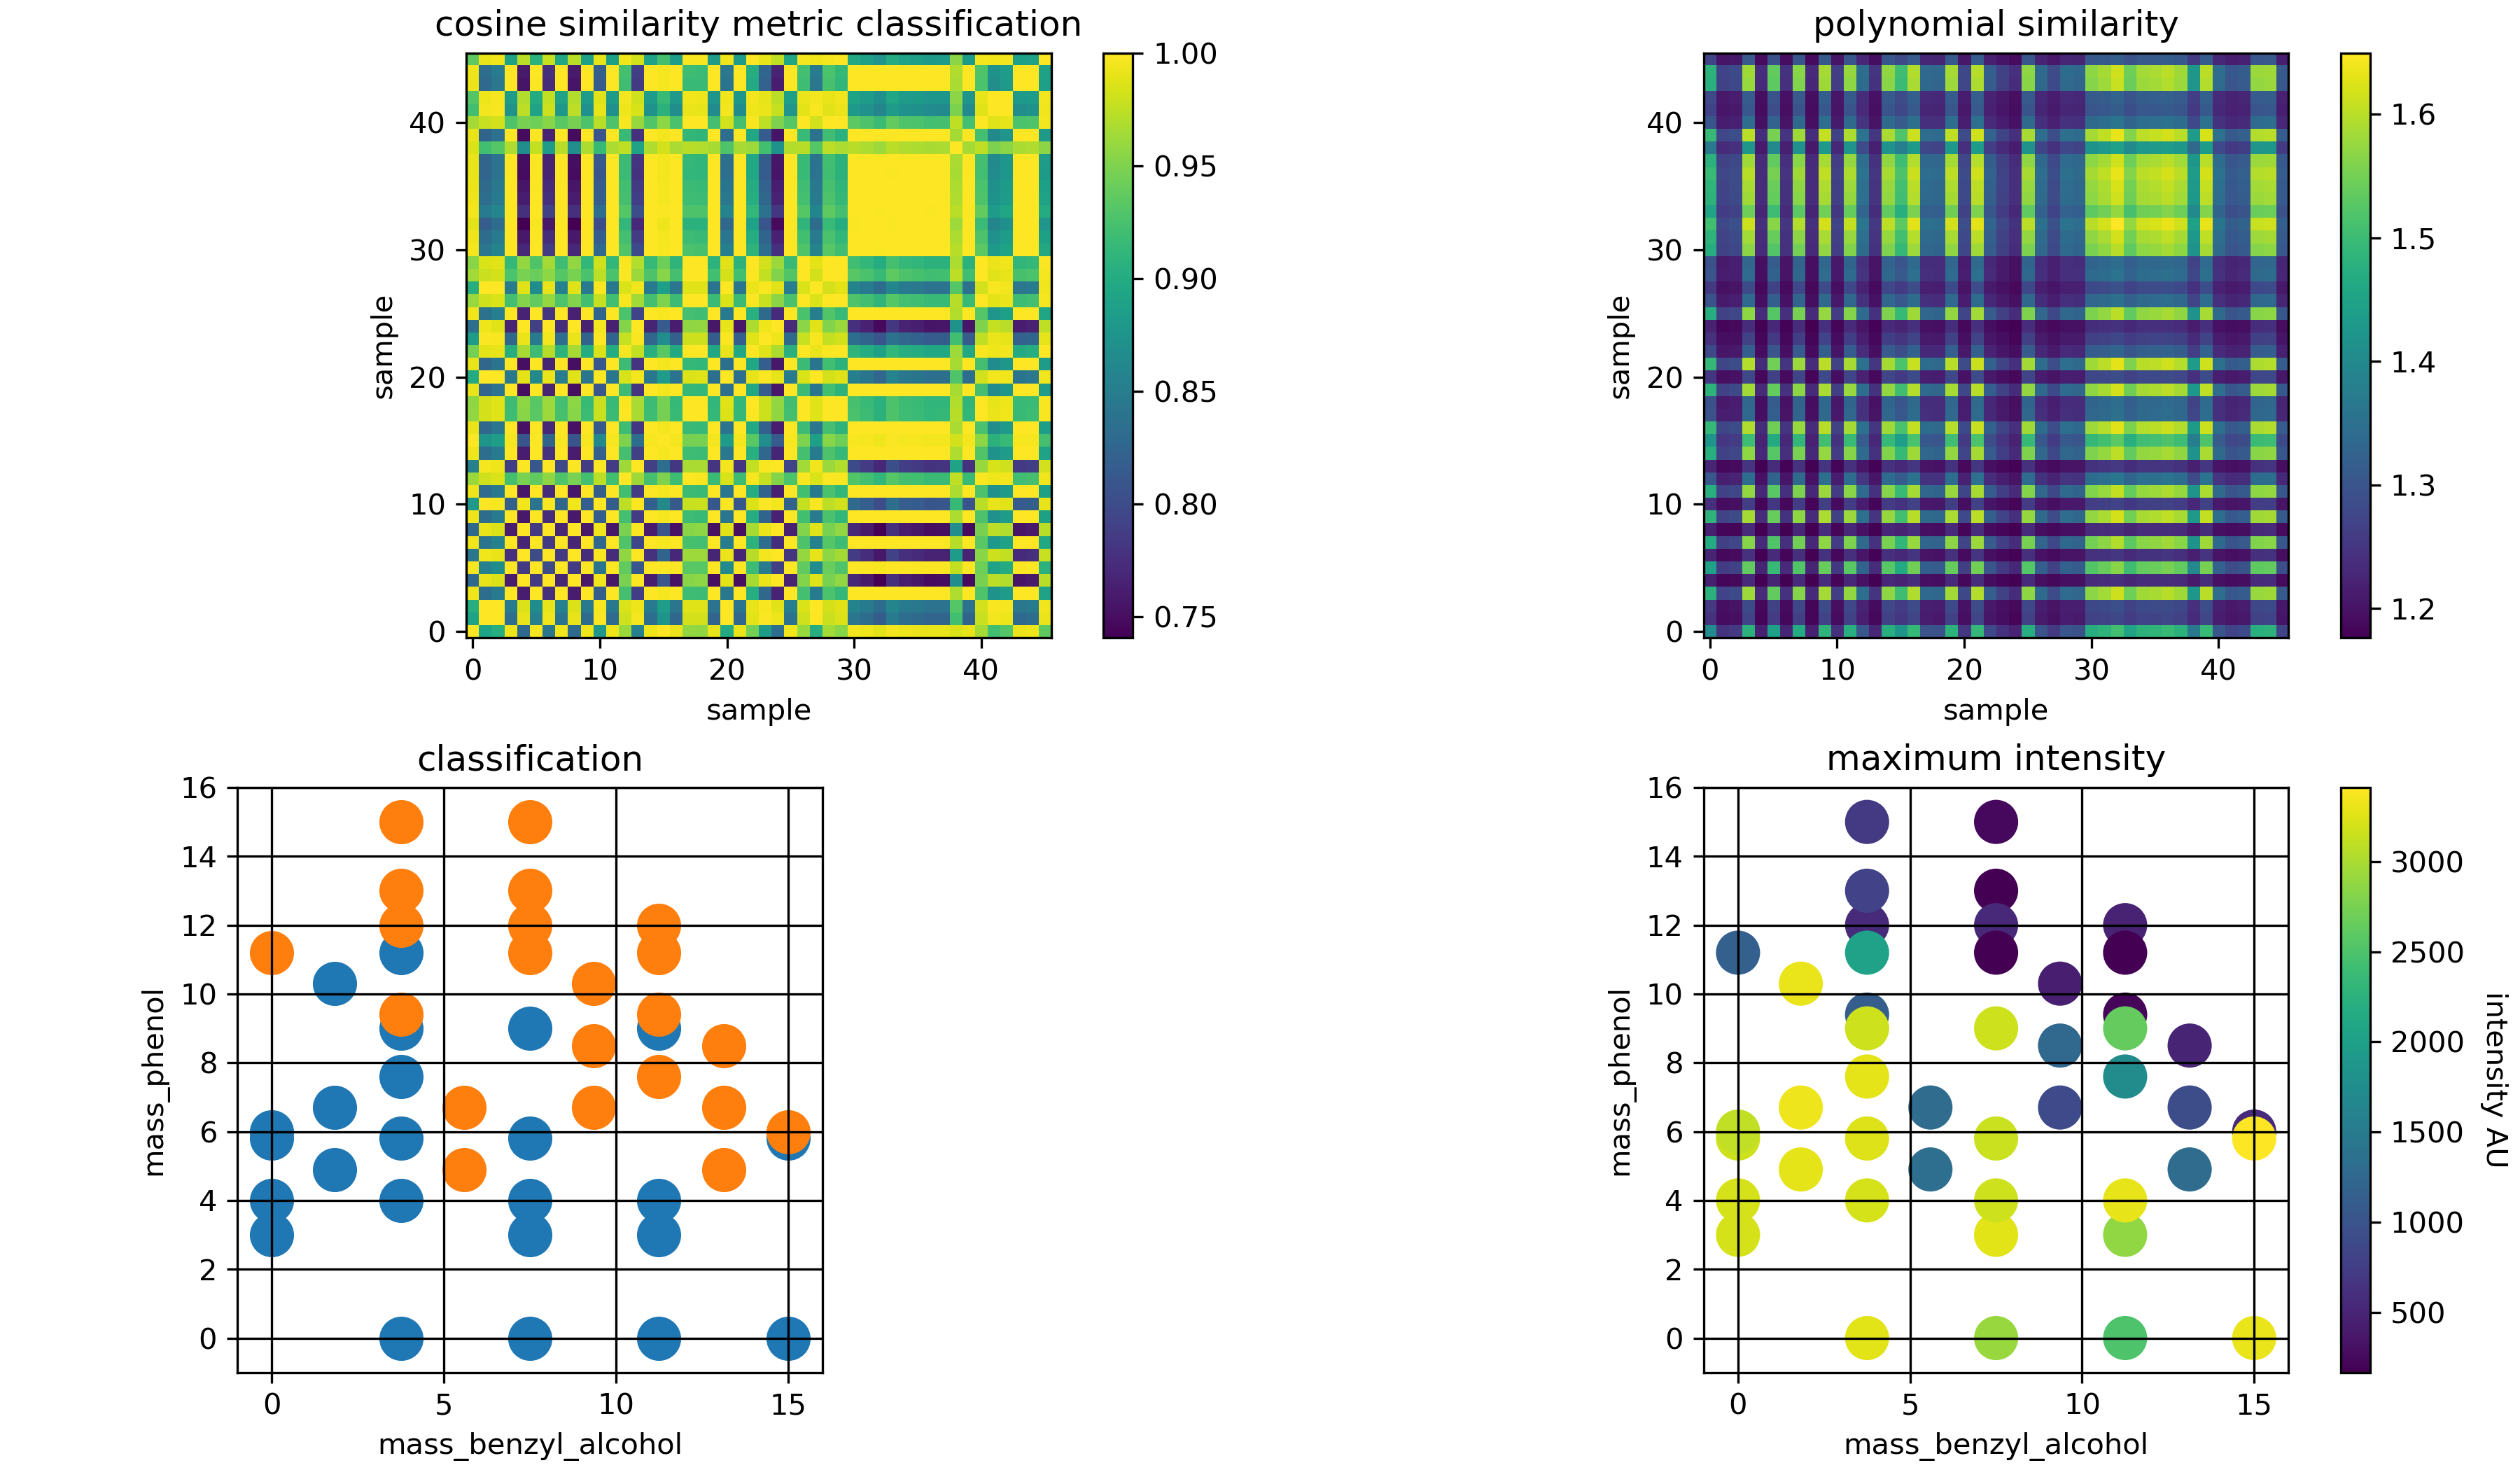 cosine similarity metric classification
1.00
0.95
0.90
0.85
0.80
0.75
40
30
20
10
0
sample
0 10 20 30 40
sample
polynomial similarity
1.6
1.5
1.4
1.3
1.2
40
30
20
10
0
sample
0 10 20 30 40
sample
classification
16
14
12
10
8
6
4
2
0
mass_phenol
0 5 10 15
mass_benzyl_alcohol
maximum intensity
16
14
12
10
8
6
4
2
0
mass_phenol
0 5 10 15
mass_benzyl_alcohol
3000
2500
2000
1500
1000
500
intensity AU